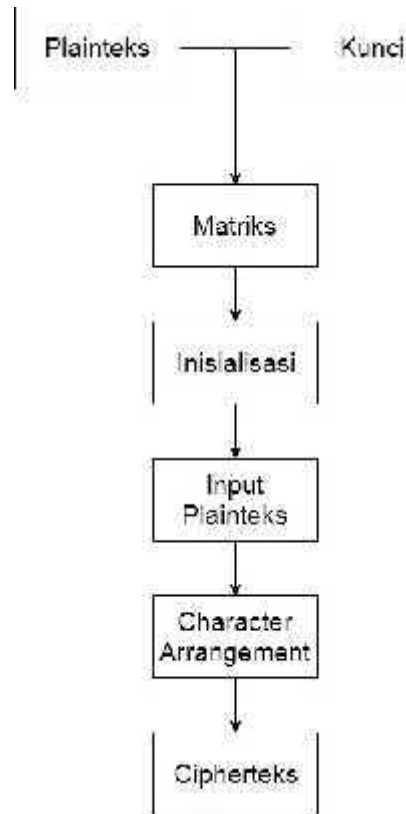 Plainteks
Kunci
Matriks
Inisialisasi
Input
Plainteks
Character
Arrangement
Cipherteks